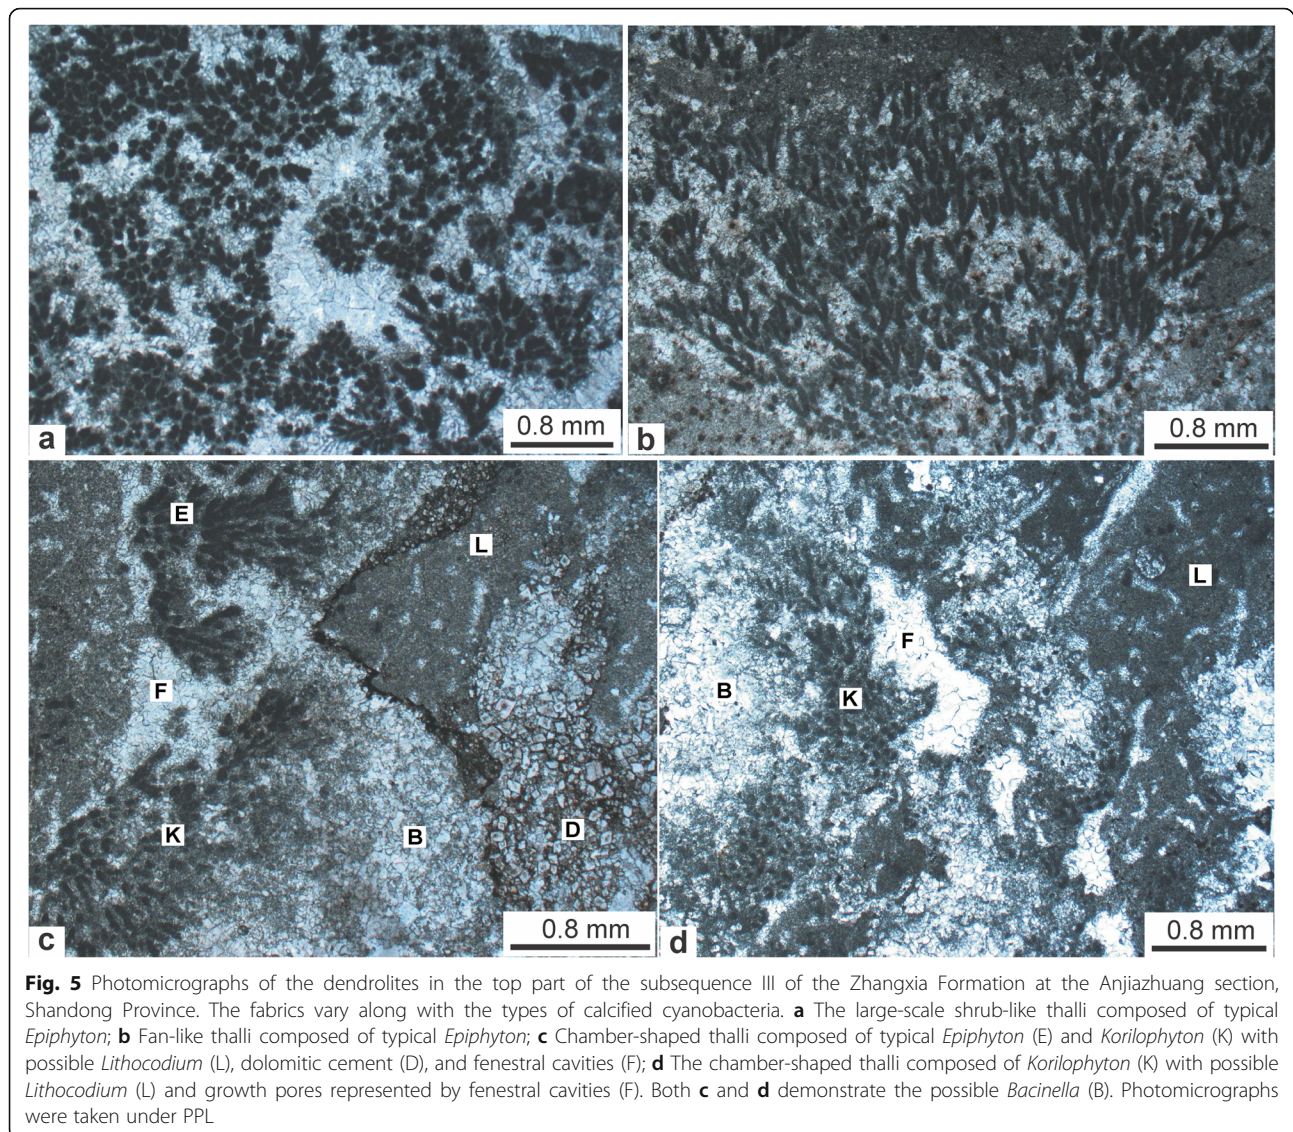 a
0.8 mm
b
0.8 mm
E
L
F
K
B
D
c
0.8 mm
L
F
B
K
d
0.8 mm
Fig. 5 Photomicrographs of the dendrolites in the top part of the subsequence III of the Zhangxia Formation at the Anjiazhuang section,
Shandong Province. The fabrics vary along with the types of calcified cyanobacteria. a The large-scale shrub-like thalli composed of typical
Epiphyton; b Fan-like thalli composed of typical Epiphyton; c Chamber-shaped thalli composed of typical Epiphyton (E) and Korilophyton (K) with
possible Lithocodium (L), dolomitic cement (D), and fenestral cavities (F); d The chamber-shaped thalli composed of Korilophyton (K) with possible
Lithocodium (L) and growth pores represented by fenestral cavities (F). Both c and d demonstrate the possible Bacinella (B). Photomicrographs
were taken under PPL